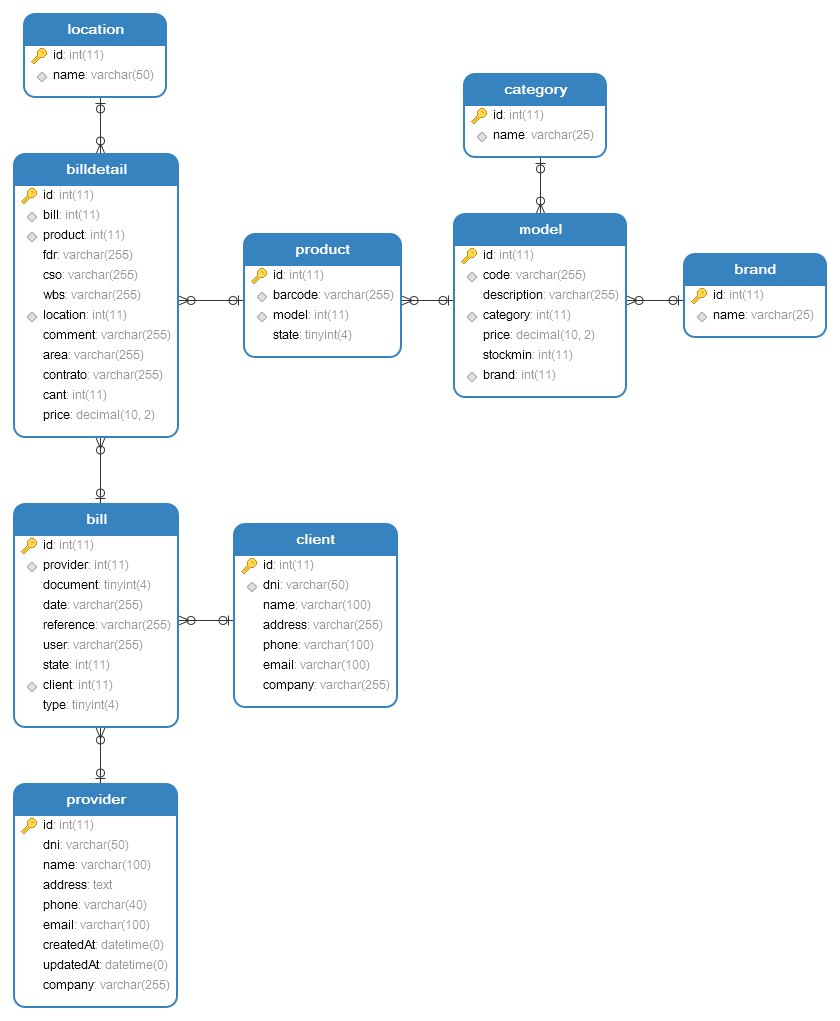 location
id: int(11)
name: varchar(50)
category
id: int(11)
name: varchar(25)
billdetail
id: int(11)
bill: int(11)
product: int(11)
fdr: varchar(255)
cso: varchar(255)
wbs: varchar(255)
location: int(11)
comment: varchar(255)
area: varchar(255)
contrato: varchar(255)
cant: int(11)
price: decimal(10, 2)
product
id: int(11)
barcode: varchar(255)
model: int(11)
state: tinyint(4)
model
id: int(11)
code: varchar(255)
description: varchar(255)
category: int(11)
price: decimal(10, 2)
stockmin: int(11)
brand: int(11)
brand
id: int(11)
name: varchar(25)
bill
id: int(11)
provider: int(11)
document: tinyint(4)
date: varchar(255)
reference: varchar(255)
user: varchar(255)
state: int(11)
client: int(11)
type: tinyint(4)
client
id: int(11)
dni: varchar(50)
name: varchar(100)
address: varchar(255)
phone: varchar(100)
email: varchar(100)
company: varchar(255)
provider
id: int(11)
dni: varchar(50)
name: varchar(100)
address: text
phone: varchar(40)
email: varchar(100)
createdAt: datetime(0)
updatedAt: datetime(0)
company: varchar(255)